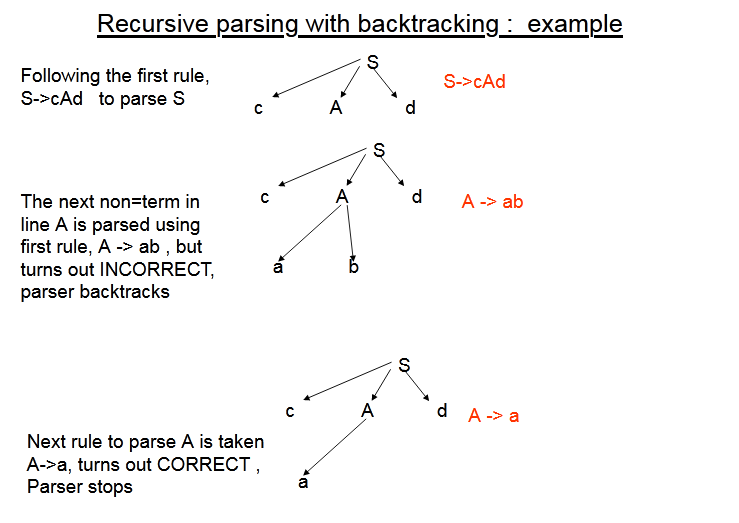 Recursive parsing with backtracking :  example
Following the first rule,
S->cAd   to parse S
S
c
A
d
S->cAd
The next non=term in
line A is parsed using
first rule, A -> ab , but
turns out INCORRECT,
parser backtracks
S
c
A
d
A -> ab
a
b
S
c
A
d
A -> a
a
Next rule to parse A is taken
A->a, turns out CORRECT ,
Parser stops